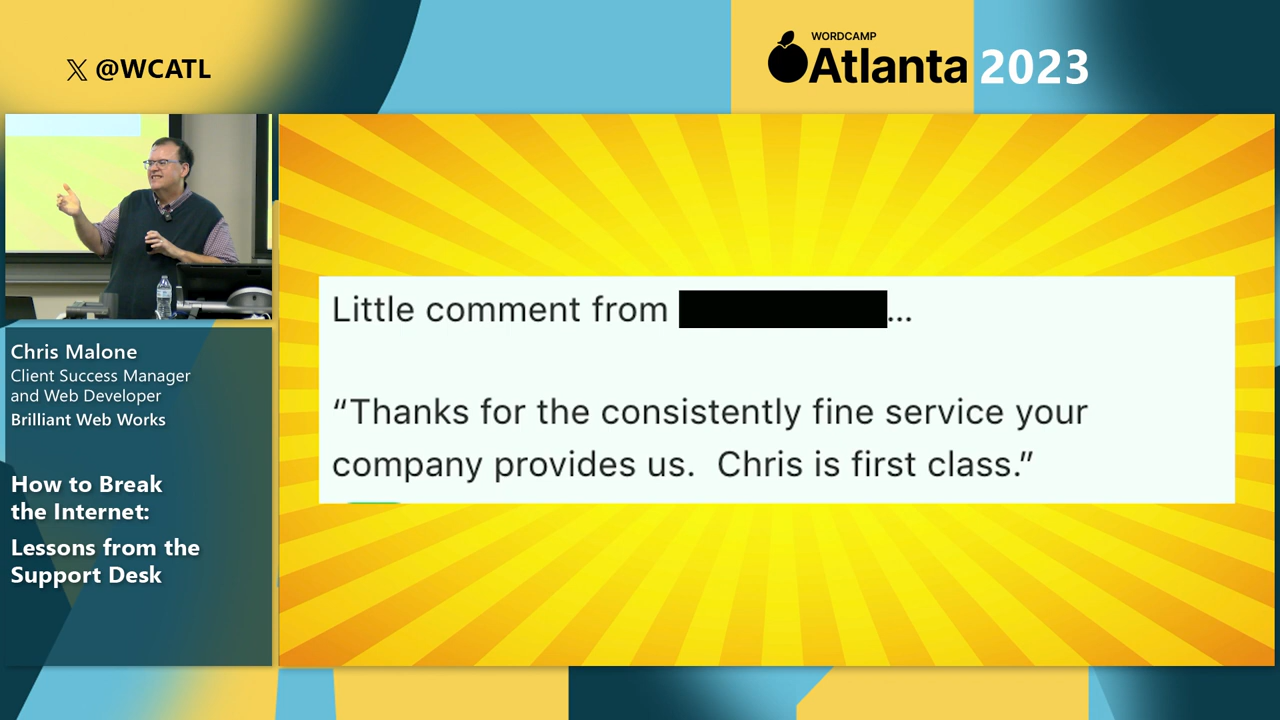 𝕏 @WCATL
WORDCAMP
Atlanta 2023
Chris Malone
Client Success Manager
and Web Developer
Brilliant Web Works
How to Break
the Internet:
Lessons from the
Support Desk
Little comment from ...
“Thanks for the consistently fine service your
company provides us.  Chris is first class.”